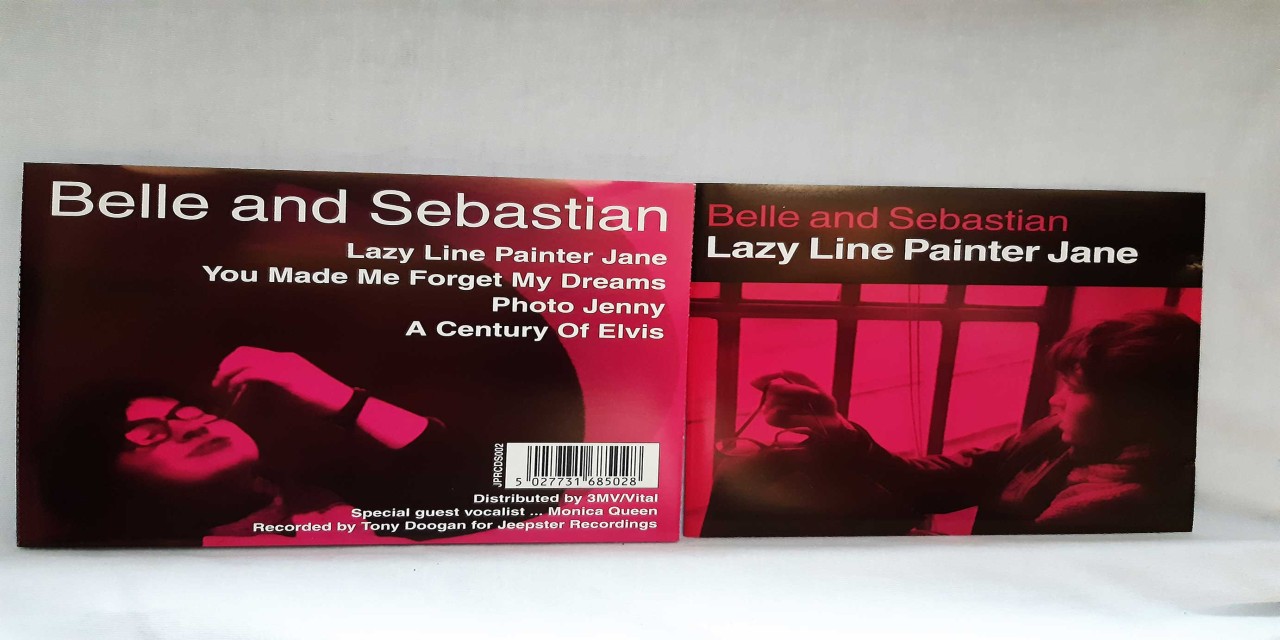 Belle and Sebastian
Lazy Line Painter Jane
You Made Me Forget My Dreams
Photo Jenny
A Century Of Elvis
JPRCDS002
5 027731 685028
Distributed by 3MV/Vital
Special guest vocalist ... Monica Queen
Recorded by Tony Doogan for Jeepster Recordings
Belle and Sebastian
Lazy Line Painter Jane